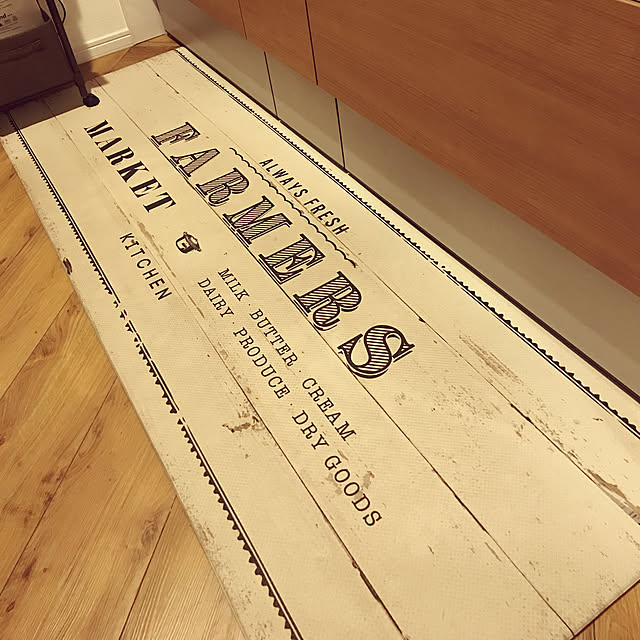 ALWAYS FRESH
FARMERS
MARKET
KITCHEN
MILK · BUTTER · CREAM
DAIRY · PRODUCE · DRY GOODS